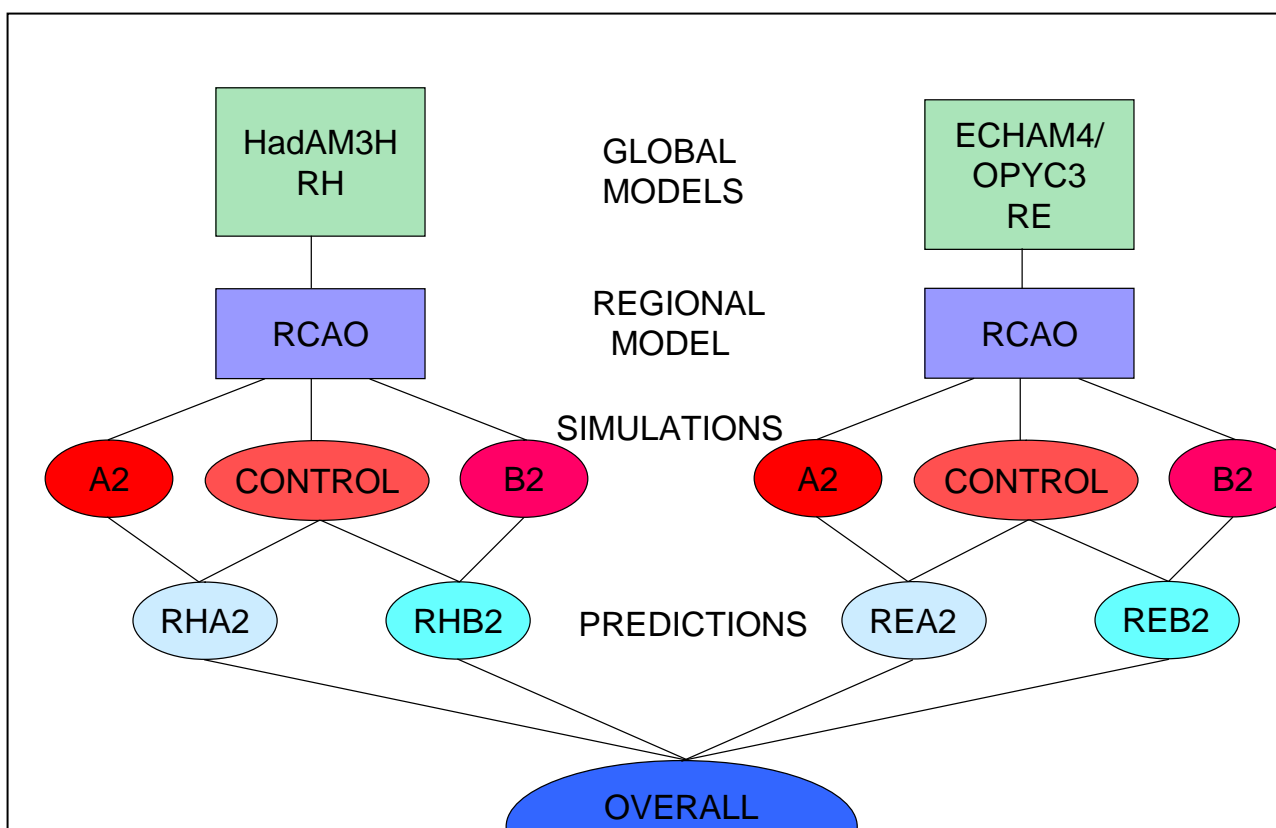 HadAM3H
RH
GLOBAL
MODELS
ECHAM4/
OPYC3
RE
RCAO
REGIONAL
MODEL
RCAO
SIMULATIONS
A2
CONTROL
B2
A2
CONTROL
B2
RHA2
RHB2
PREDICTIONS
REA2
REB2
OVERALL